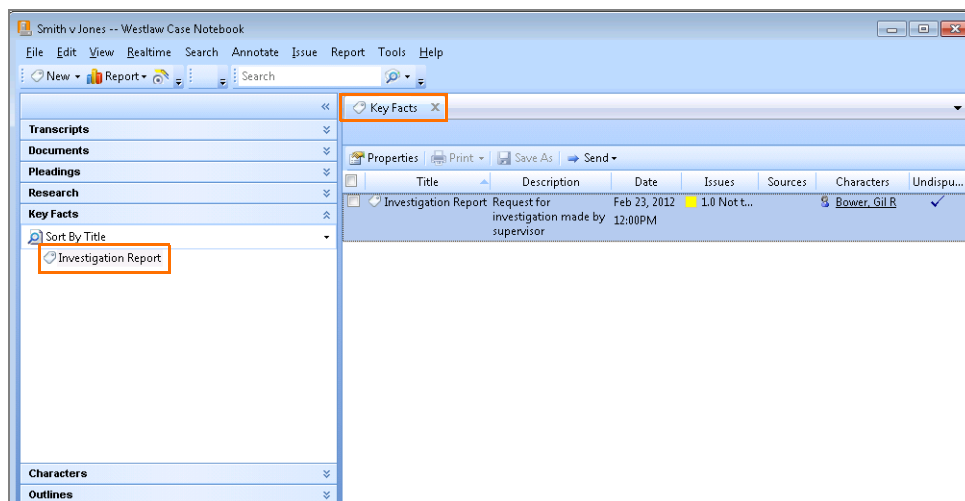 Smith v Jones -- Westlaw Case Notebook
File Edit View Realtime Search Annotate Issue Report Tools Help
New Report Search
Key Facts X
Transcripts
Documents
Pleadings
Research
Key Facts
Sort By Title
Investigation Report
Characters
Outlines
Properties Print Save As Send
Title Description Date Issues Sources Characters Undispu...
Investigation Report Request for Feb 23, 2012 1.0 Not t... Bower, Gil R
investigation made by 12:00PM
supervisor